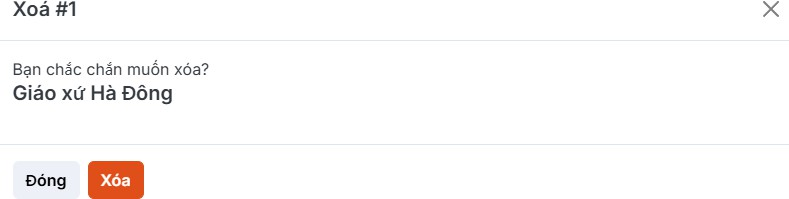 Xoá #1
Bạn chắc chắn muốn xóa?
Giáo xứ Hà Đông
Đóng
Xóa